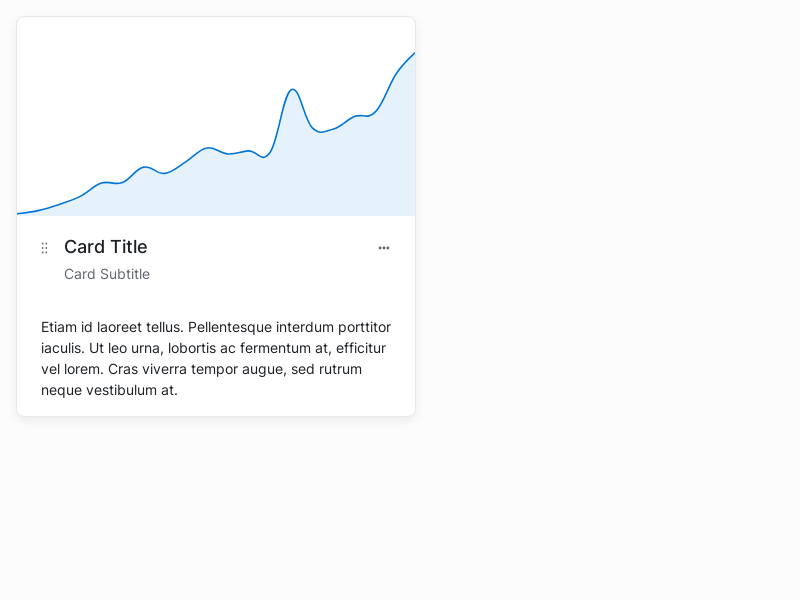 Card Title
Card Subtitle
Etiam id laoreet tellus. Pellentesque interdum porttitor
iaculis. Ut leo urna, lobortis ac fermentum at, efficitur
vel lorem. Cras viverra tempor augue, sed rutrum
neque vestibulum at.